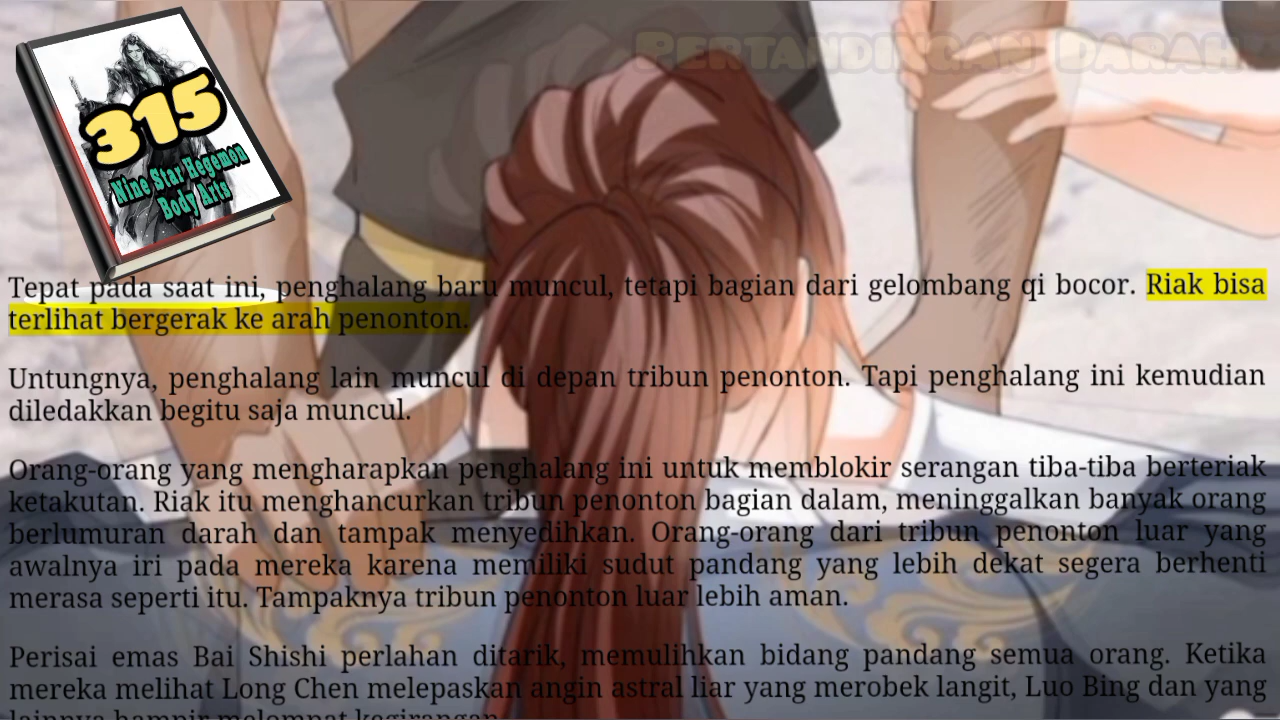 Pertandingan Darah
315
Nine Star Hegemon
Body Arts
Tepat pada saat ini, penghalang baru muncul, tetapi bagian dari gelombang qi bocor. Riak bisa
terlihat bergerak ke arah penonton.
Untungnya, penghalang lain muncul di depan tribun penonton. Tapi penghalang ini kemudian
diledakkan begitu saja muncul.
Orang-orang yang mengharapkan penghalang ini untuk memblokir serangan tiba-tiba berteriak
ketakutan. Riak itu menghancurkan tribun penonton bagian dalam, meninggalkan banyak orang
berlumuran darah dan tampak menyedihkan. Orang-orang dari tribun penonton luar yang
awalnya iri pada mereka karena memiliki sudut pandang yang lebih dekat segera berhenti
merasa seperti itu. Tampaknya tribun penonton luar lebih aman.
Perisai emas Bai Shishi perlahan ditarik, memulihkan bidang pandang semua orang. Ketika
mereka melihat Long Chen melepaskan angin astral liar yang merobek langit, Luo Bing dan yang
lainnya hampir melompat kegirangan.